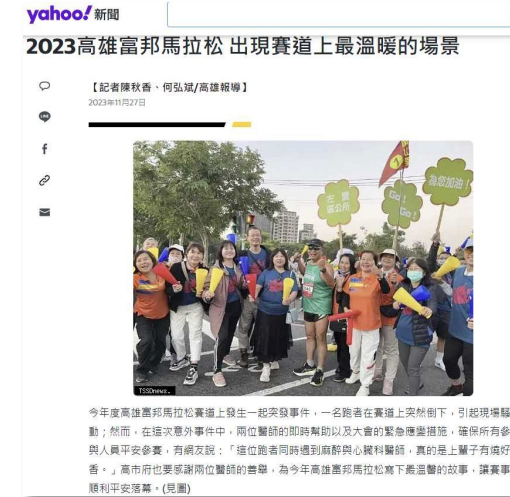 yahoo! 新聞
2023高雄富邦馬拉松 出現賽道上最溫暖的場景
【記者陳秋香、何弘斌/高雄報導】
2023年11月27日
LINE
f
左營
區公所
Go!
Go!
為您加油!
TSSDnews.
今年度高雄富邦馬拉松賽道上發生一起突發事件,一名跑者在賽道上突然倒下,引起現場騷
動;然而,在這次意外事件中,兩位醫師的即時幫助以及大會的緊急應變措施,確保所有參
與人員平安參賽,有網友說:「這位跑者同時遇到麻醉與心臟科醫師,真的是上輩子有燒好
香。」高市府也要感謝兩位醫師的善舉,為今年高雄富邦馬拉松寫下最溫馨的故事,讓賽事
順利平安落幕。(見圖)